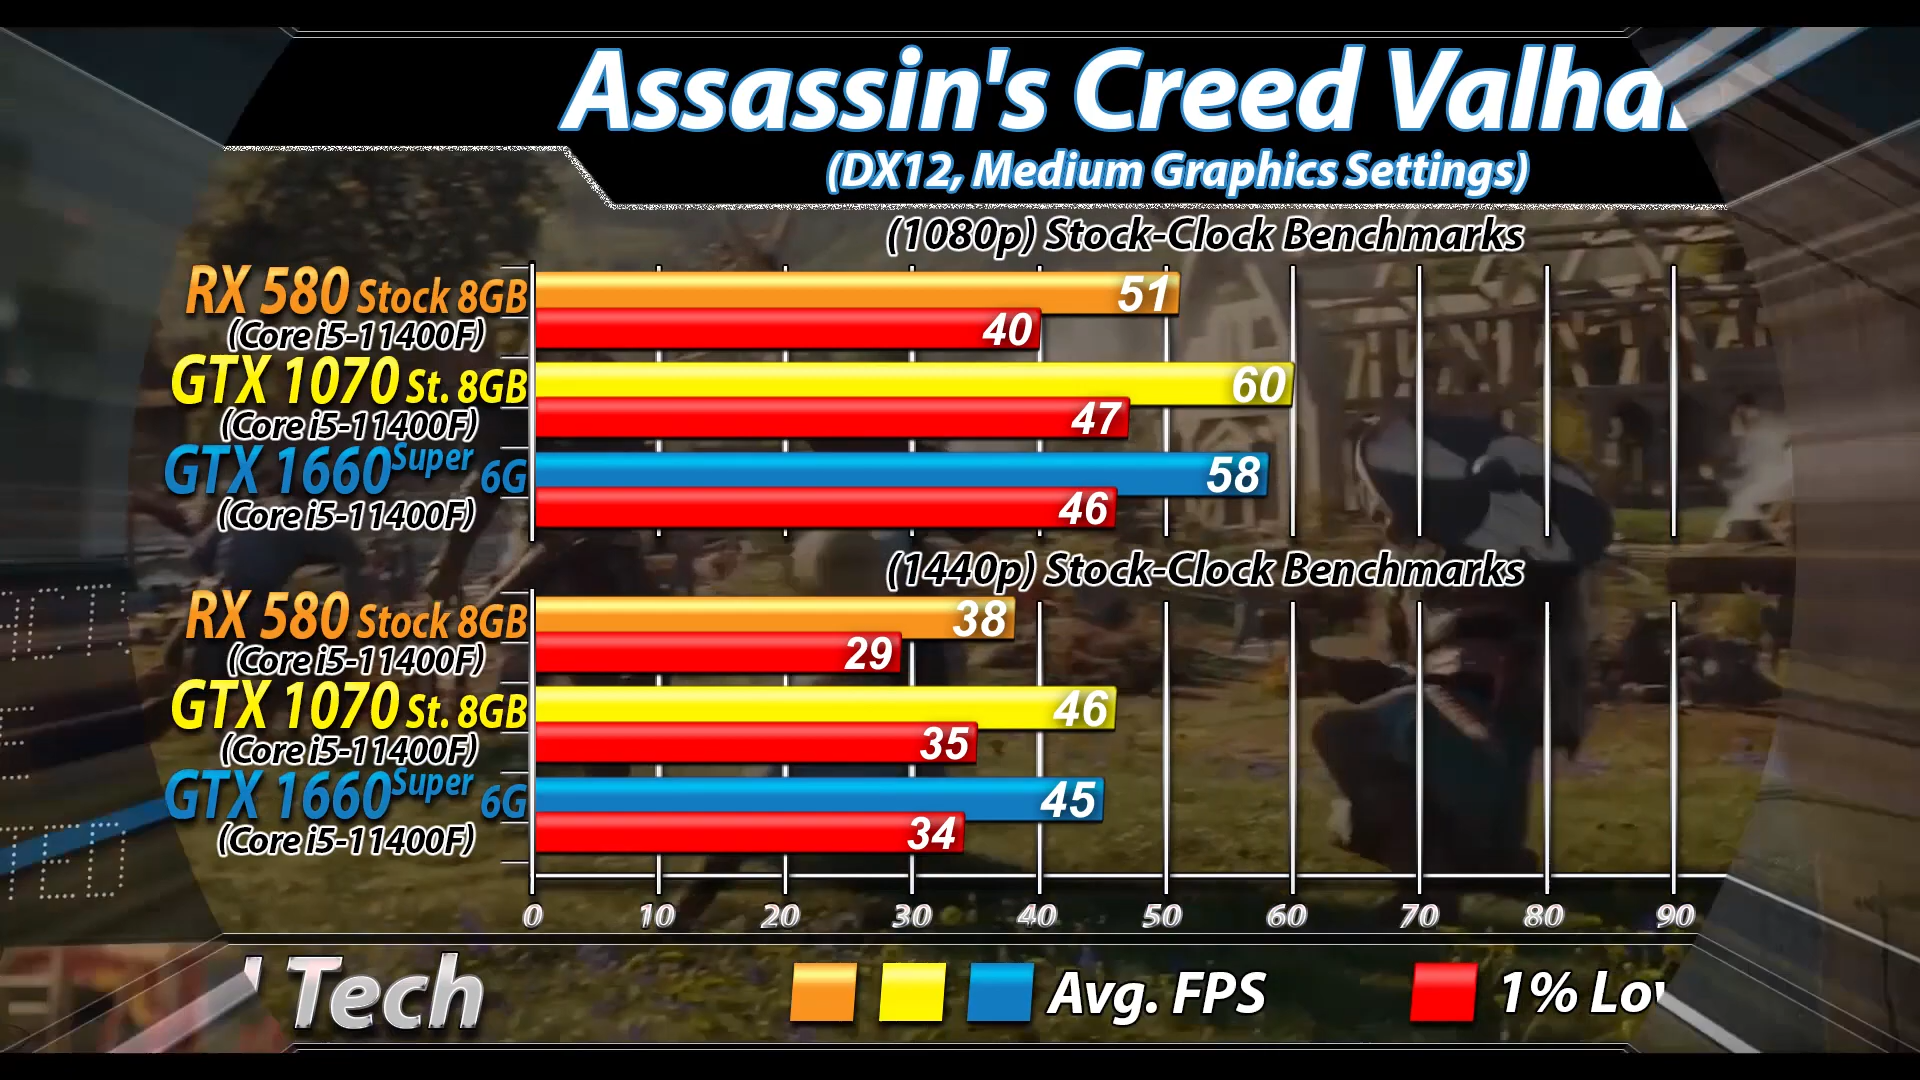 Assassin's Creed Valha
(DX12, Medium Graphics Settings)
(1080p) Stock-Clock Benchmarks
RX 580 Stock 8GB
51
(Core i5-11400F)
40
GTX 1070 St. 8GB
60
(Core i5-11400F)
47
GTX 1660 Super 6G
58
(Core i5-11400F)
46
(1440p) Stock-Clock Benchmarks
RX 580 Stock 8GB
38
(Core i5-11400F)
29
GTX 1070 St. 8GB
46
(Core i5-11400F)
35
GTX 1660 Super 6G
45
(Core i5-11400F)
34
0 10 20 30 40 50 60 70 80 90
Tech
Avg. FPS
1% Lo